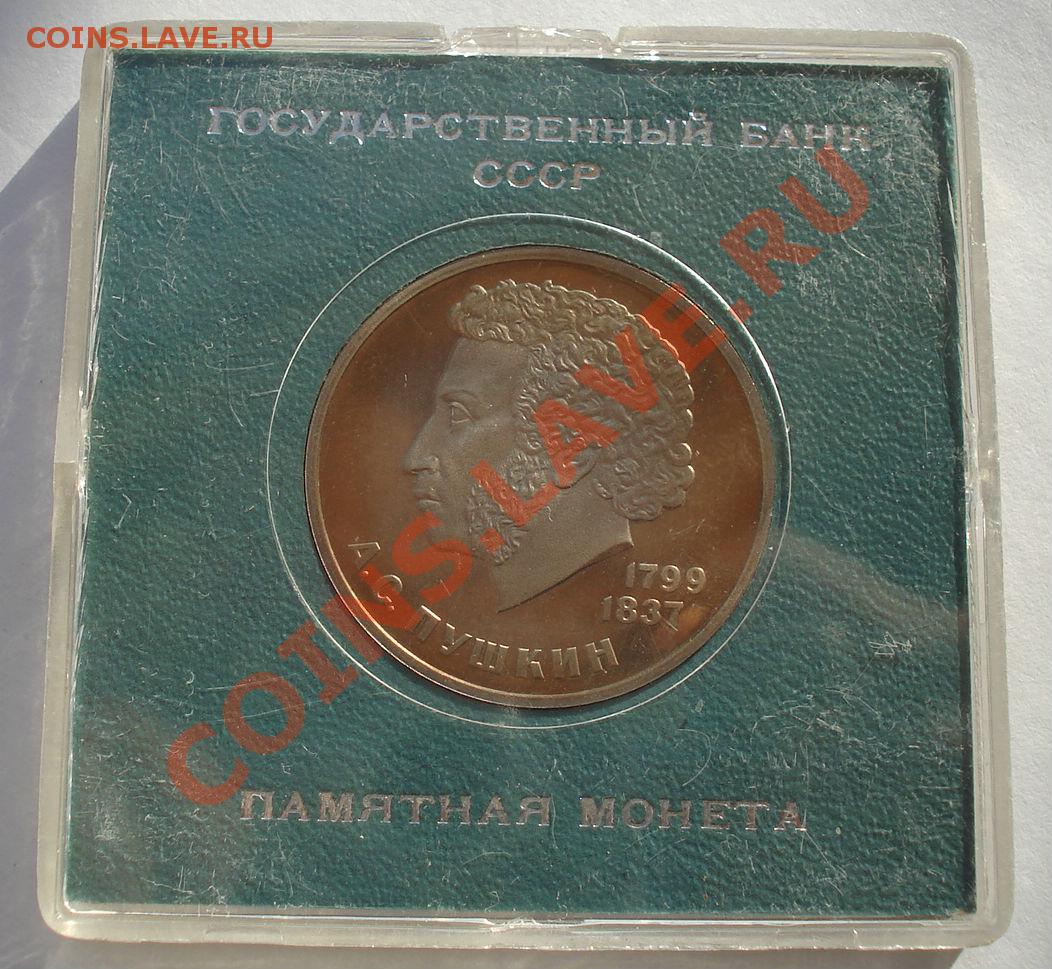 COINS.LAVE.RU
ГОСУДАРСТВЕННЫЙ БАНК
СССР
COINS.LAVE.RU
1799
1837
А.С. ПУШКИН
ПАМЯТНАЯ МОНЕТА